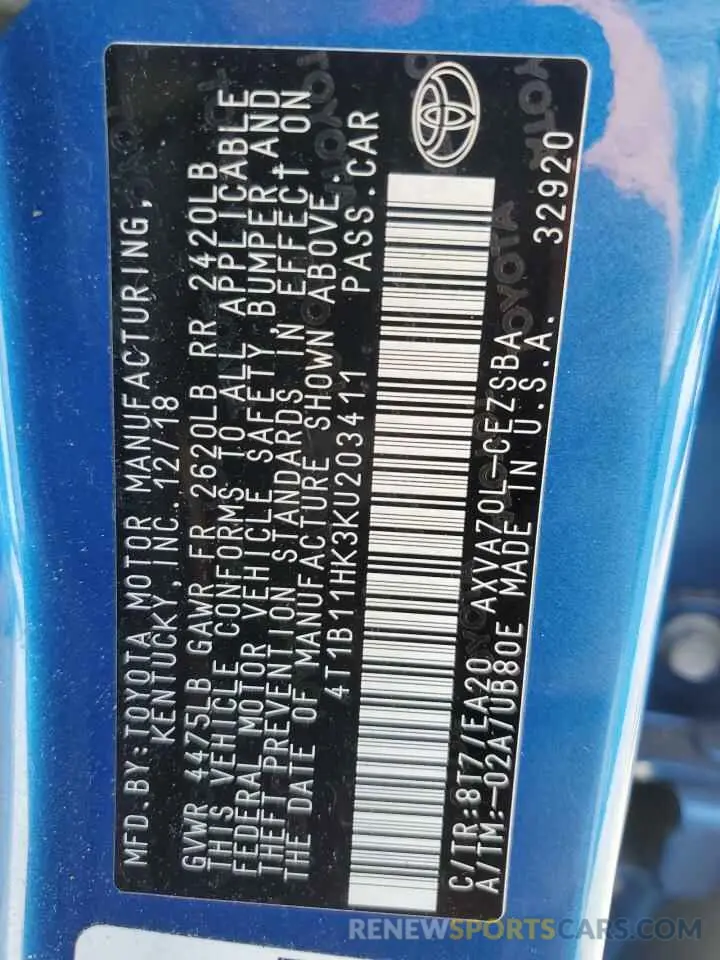 MFD.BY:TOYOTA MOTOR MANUFACTURING,
KENTUCKY,INC. 12/18
GVWR 4475LB GAWR FR 2620LB RR 2420LB
THIS VEHICLE CONFORMS TO ALL APPLICABLE
FEDERAL MOTOR VEHICLE SAFETY,BUMPER,AND
THEFT PREVENTION STANDARDS IN EFFECT ON
THE DATE OF MANUFACTURE SHOWN ABOVE.
4T1B11HK3KU203411 PASS.CAR
C/TR:8T7/EA20 AXVA70L-CEZSBA 32920
A/TM:-02A/UB80E MADE IN U.S.A.
RENEWSPORTSCARS.COM